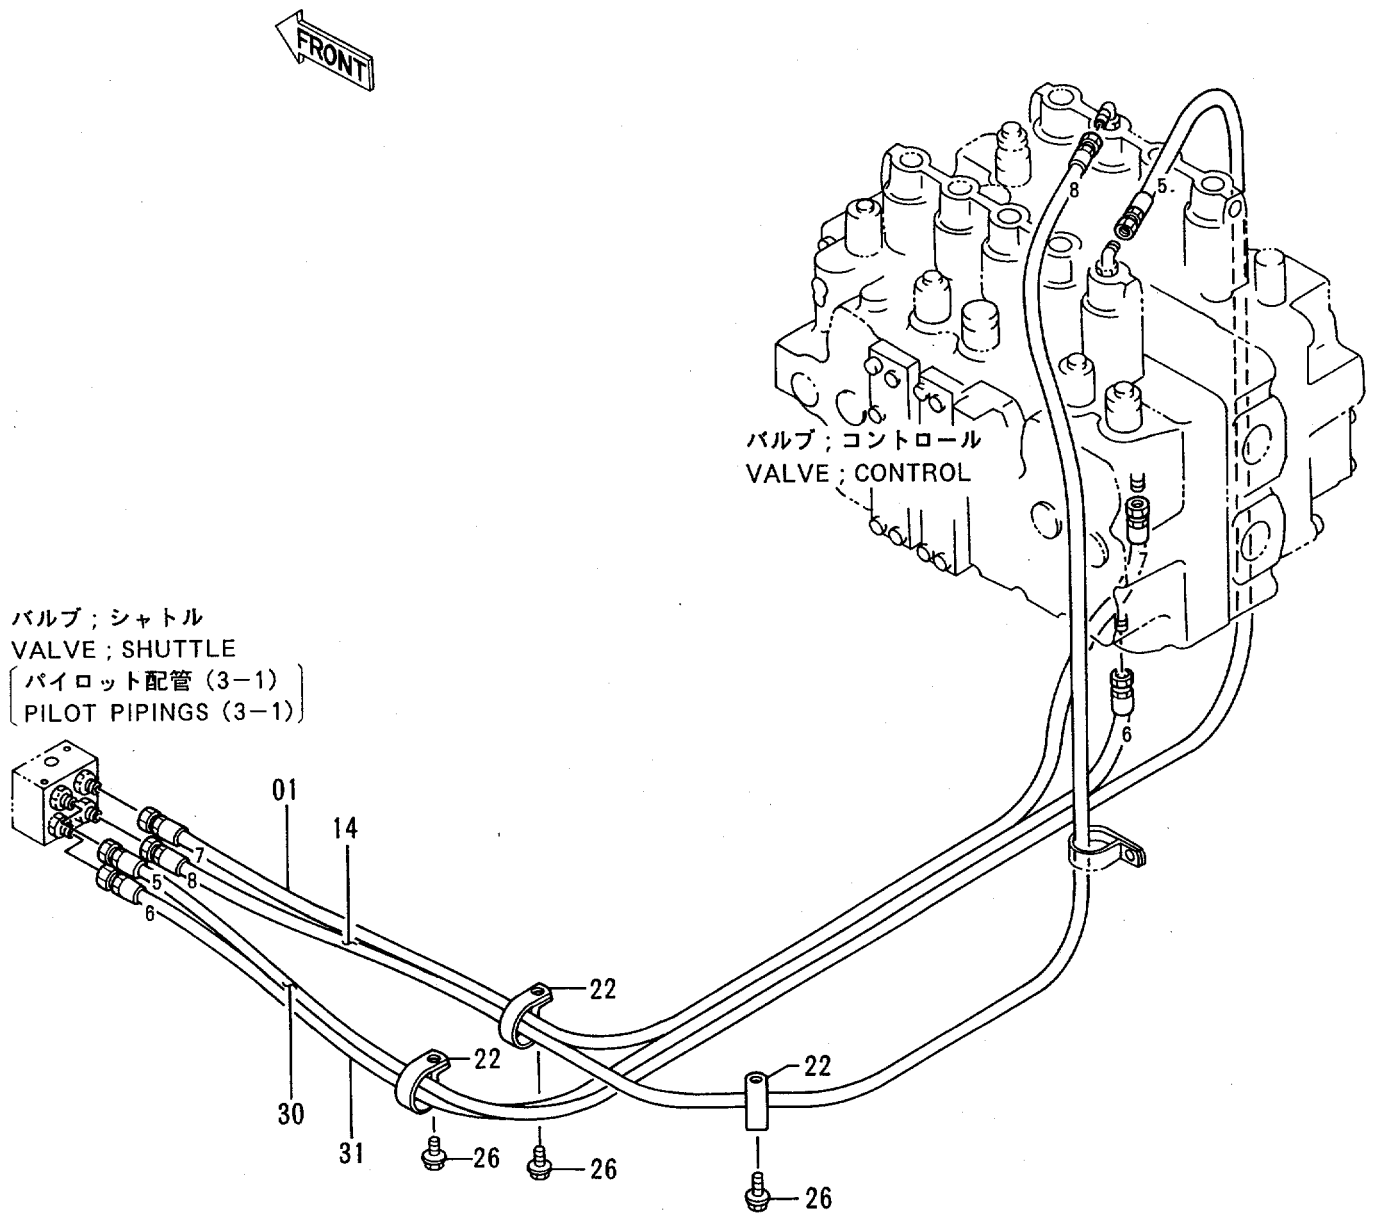 FRONT
8
5.
バルブ ; コントロール
VALVE ; CONTROL
7
バルブ ; シャトル
VALVE ; SHUTTLE
パイロット配管 (3-1)
PILOT PIPINGS (3-1)
6
01
14
7
8
5
6
22
22
22
30
31
26
26
26